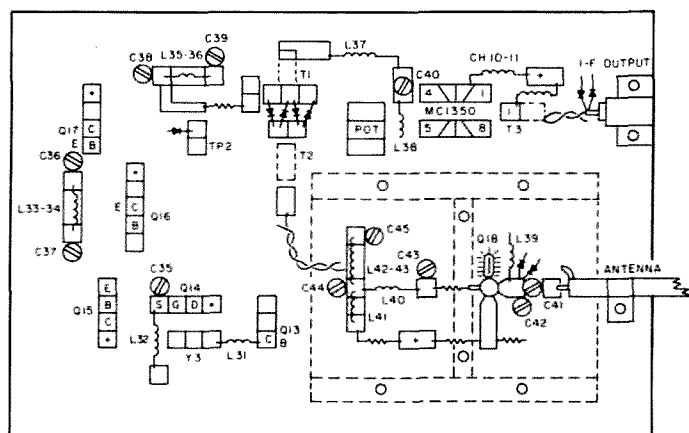 C39
C38
L35-36
L37
CH 10-11
I-F OUTPUT
C40
T1
+
+
4
1
MC1350
Q17
C
B
E
TP2
POT
5
8
L38
1
T3
C36
T2
+
L33-34
E
C
B
Q16
C45
Q18
L39
C37
C43
L42-43
C35
Q14
C44
L40
ANTENNA
E
B
C
+
Q15
S
G
D
+
L41
C41
C42
Q13
C
B
L32
Y3
L31
+